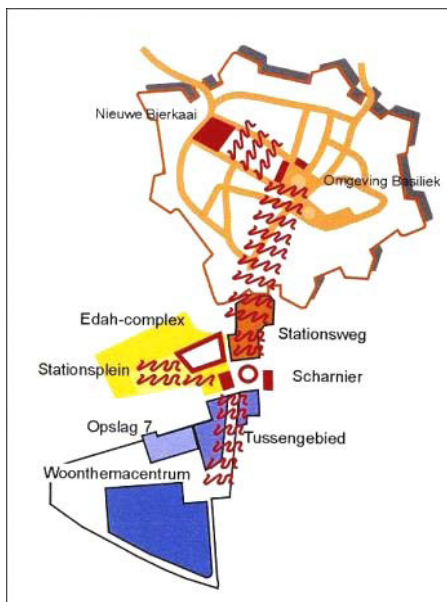 Nieuwe Bierkaai
Omgeving Basiliek
Edah-complex
Stationsweg
Stationsplein
Scharnier
Opslag 7
Tussengebied
Woonthemacentrum